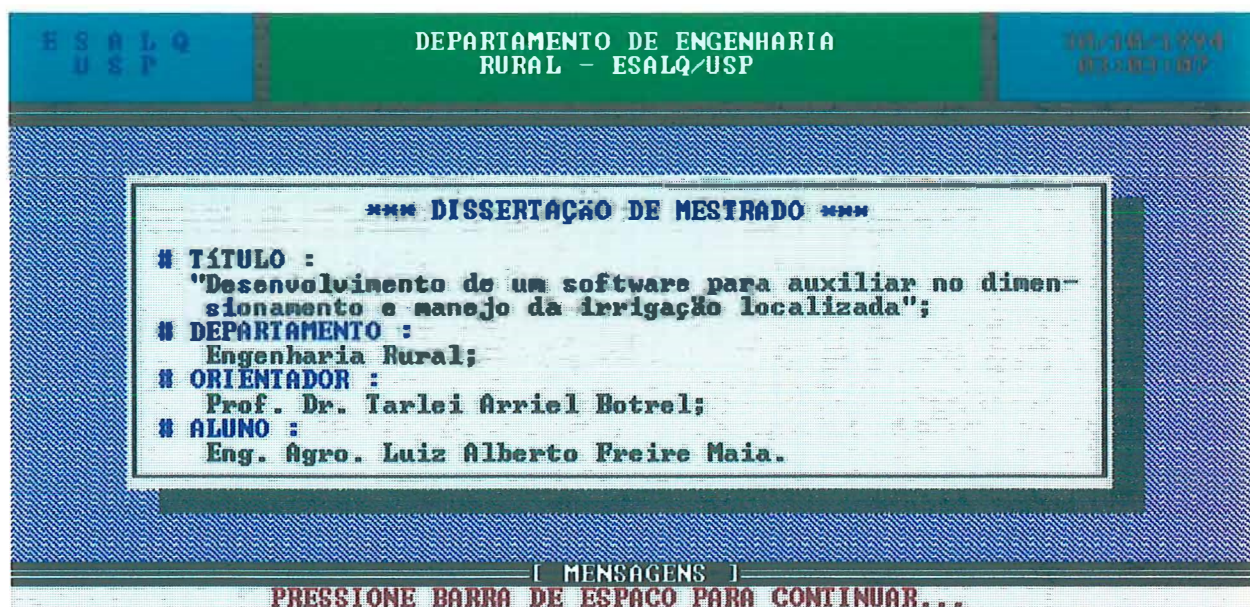 E S A L Q
U S P
DEPARTAMENTO DE ENGENHARIA
RURAL - ESALQ/USP
*** DISSERTAÇÃO DE MESTRADO ***
# TíTULO :
"Desenvolvimento de um software para auxiliar no dimen-
sionamento e manejo da irrigação localizada";
# DEPARTAMENTO :
Engenharia Rural;
# ORIENTADOR :
Prof. Dr. Tarlei Arriel Botrel;
# ALUNO :
Eng. Agro. Luiz Alberto Freire Maia.
[ MENSAGENS ]
PRESSIONE BARRA DE ESPAÇO PARA CONTINUAR...